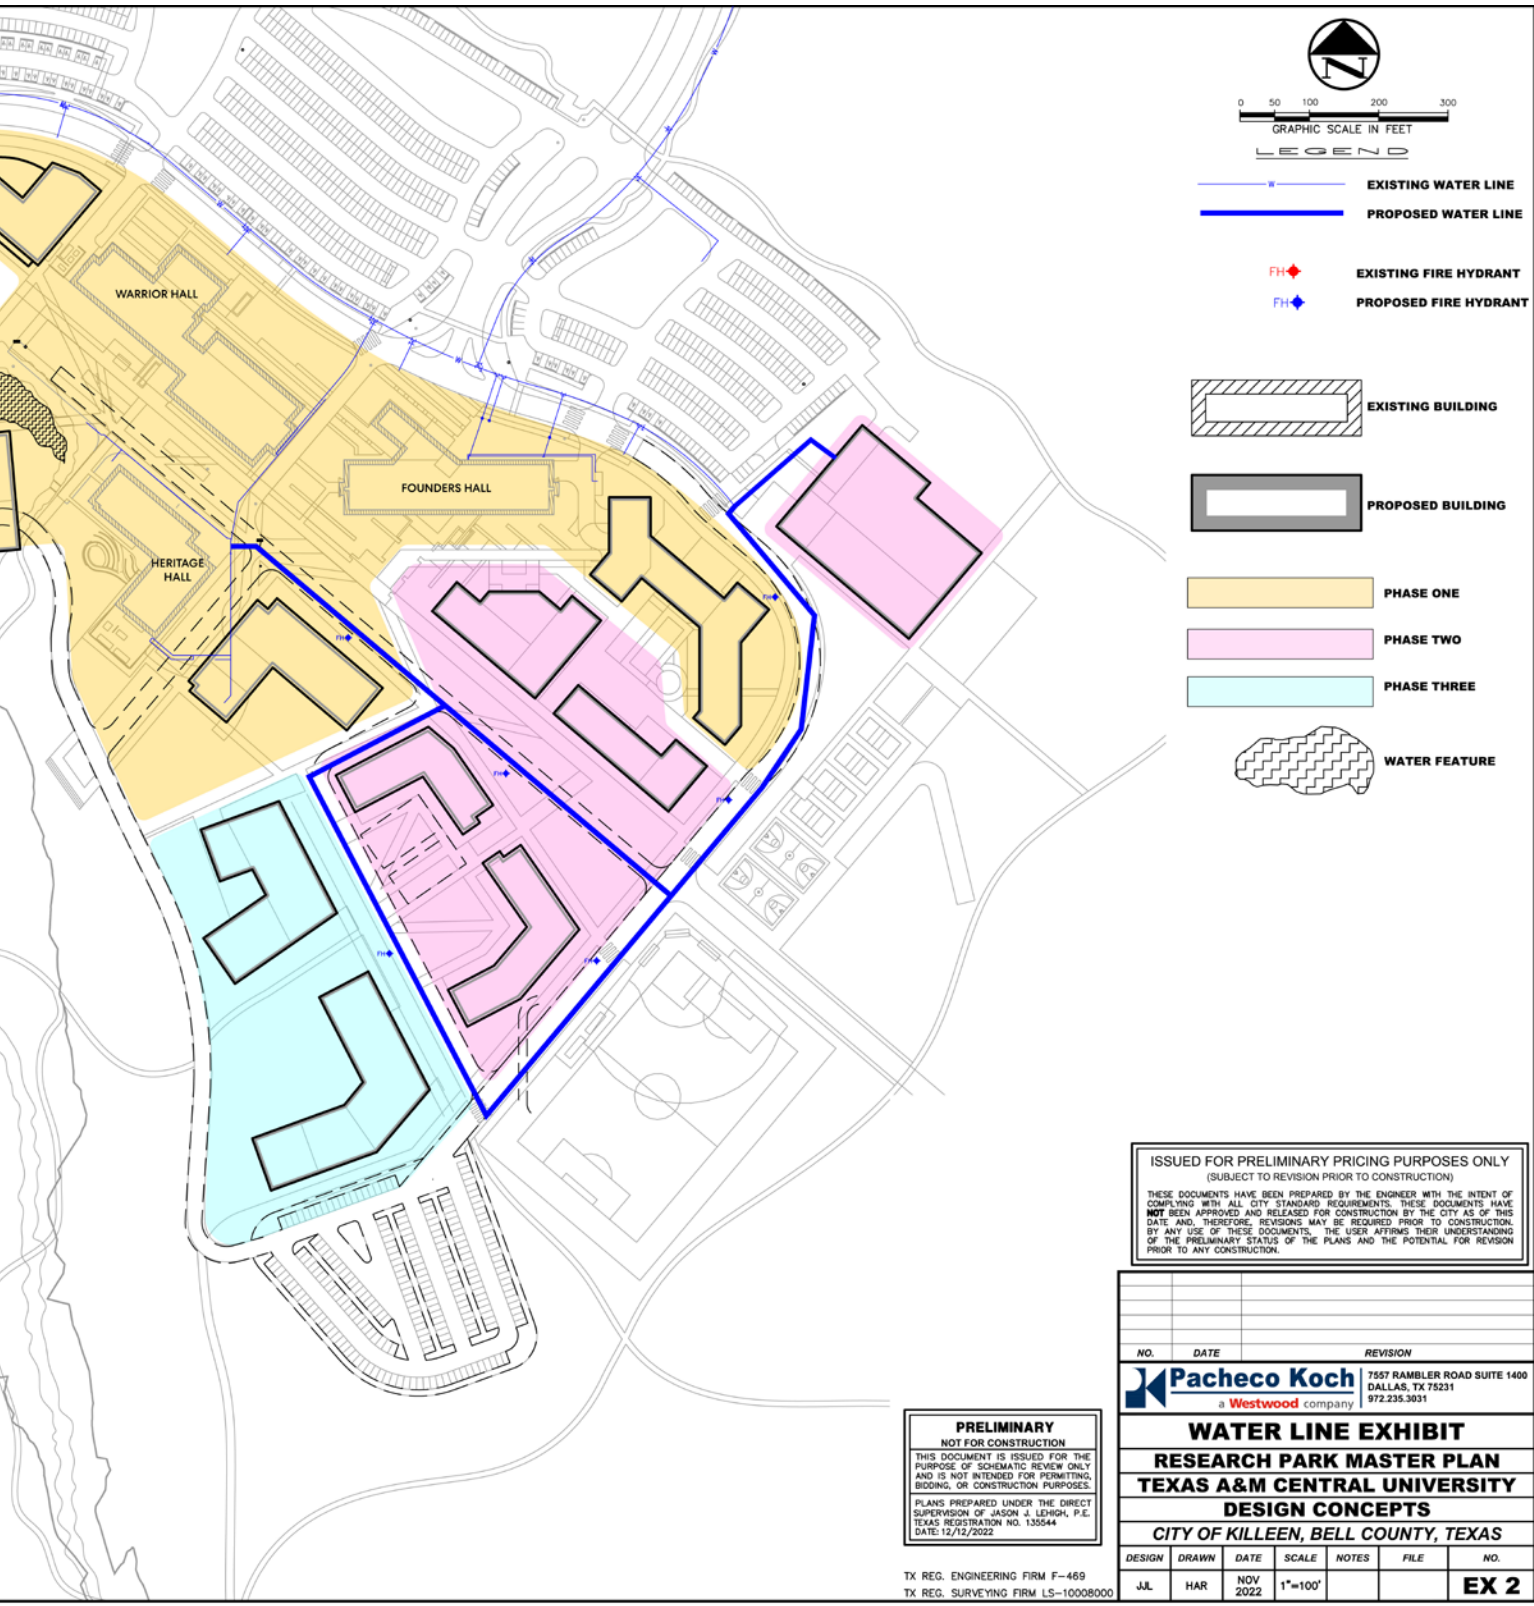 N
0 50 100 200 300
GRAPHIC SCALE IN FEET
LEGEND
W
EXISTING WATER LINE
PROPOSED WATER LINE
FH EXISTING FIRE HYDRANT
FH PROPOSED FIRE HYDRANT
EXISTING BUILDING
PROPOSED BUILDING
PHASE ONE
PHASE TWO
PHASE THREE
WATER FEATURE
W
W
W
W
W
WARRIOR HALL
FOUNDERS HALL
HERITAGE
HALL
FH
FH
FH
FH
FH
FH
ISSUED FOR PRELIMINARY PRICING PURPOSES ONLY
(SUBJECT TO REVISION PRIOR TO CONSTRUCTION)
THESE DOCUMENTS HAVE BEEN PREPARED BY THE ENGINEER WITH THE INTENT OF
COMPLYING WITH ALL CITY STANDARD REQUIREMENTS. THESE DOCUMENTS HAVE
NOT BEEN APPROVED AND RELEASED FOR CONSTRUCTION BY THE CITY AS OF THIS
DATE AND, THEREFORE, REVISIONS MAY BE REQUIRED PRIOR TO CONSTRUCTION.
BY ANY USE OF THESE DOCUMENTS, THE USER AFFIRMS THEIR UNDERSTANDING
OF THE PRELIMINARY STATUS OF THE PLANS AND THE POTENTIAL FOR REVISION
PRIOR TO ANY CONSTRUCTION.
NO. DATE REVISION
Pacheco Koch
a Westwood company
7557 RAMBLER ROAD SUITE 1400
DALLAS, TX 75231
972.235.3031
WATER LINE EXHIBIT
RESEARCH PARK MASTER PLAN
TEXAS A&M CENTRAL UNIVERSITY
DESIGN CONCEPTS
CITY OF KILLEEN, BELL COUNTY, TEXAS
DESIGN DRAWN DATE SCALE NOTES FILE NO.
JJL HAR NOV 2022 1"=100' EX 2
PRELIMINARY
NOT FOR CONSTRUCTION
THIS DOCUMENT IS ISSUED FOR THE
PURPOSE OF SCHEMATIC REVIEW ONLY
AND IS NOT INTENDED FOR PERMITTING,
BIDDING, OR CONSTRUCTION PURPOSES.
PLANS PREPARED UNDER THE DIRECT
SUPERVISION OF JASON J. LEHIGH, P.E.
TEXAS REGISTRATION NO. 135544
DATE: 12/12/2022
TX REG. ENGINEERING FIRM F-469
TX REG. SURVEYING FIRM LS-10008000